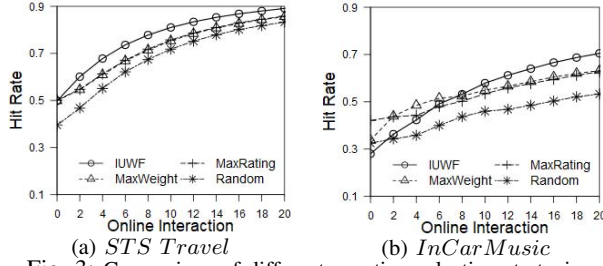 0.9
0.7
0.5
0.3
0.1
Hit Rate
IUWF
MaxRating
MaxWeight
Random
0 2 4 6 8 10 12 14 16 18 20
Online Interaction
(a) STS Travel
0.9
0.7
0.5
0.3
0.1
Hit Rate
IUWF
MaxRating
MaxWeight
Random
0 2 4 6 8 10 12 14 16 18 20
Online Interaction
(b) InCarMusic